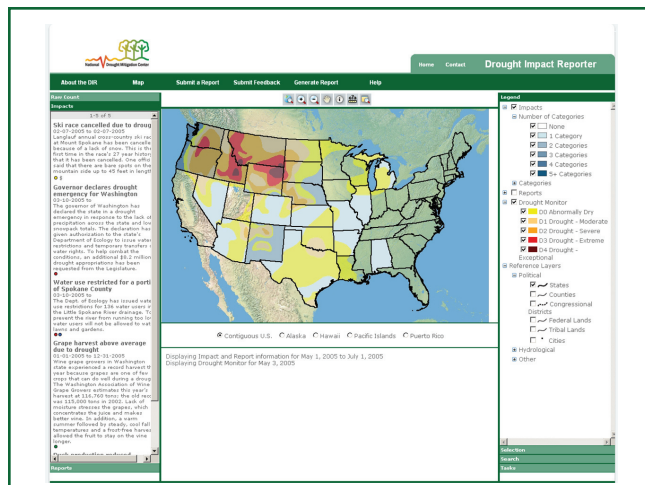 National Drought Mitigation Center
Home Contact Drought Impact Reporter
About the DIR Map Submit a Report Submit Feedback Generate Report Help
Raw Count
Impacts
1-5 of 5
Ski race cancelled due to droug
02-07-2005 to 02-07-2005
Langlauf annual cross-country ski rac
at Mount Spokane has been cancelle
because of a lack of snow. This is th
first time in the race's 27 year history
that it has been cancelled. One offic
said that there are bare spots on the
mountain side up to 45 feet in length
Governor declares drought
emergency for Washington
03-10-2005 to
The governor of Washington has
declared the state in a drought
emergency in response to the lack of
precipitation across the state and low
snowpack totals. The declaration has
given authorization to the state's
Department of Ecology to issue water
restrictions and temporary transfers o
water rights. To help combat the
conditions, an additional $8.2 million
drought appropriations has been
requested from the Legislature.
Water use restricted for a porti
of Spokane County
03-10-2005 to
The Dept. of Ecology has issued wate
use restrictions for 136 water users in
the Little Spokane River drainage. To
prevent the river from running too low
water users will not be allowed to wat
lawns and gardens.
Grape harvest above average
due to drought
01-01-2005 to 12-31-2005
Wine grape growers in Washington
state experienced a record harvest th
year because grapes are one of few
crops that can do well during a droug
The Washington Association of Wine
Grape Growers estimates this year's
harvest at 116,760 tons; the old rec
was 115,000 tons in 2002. Lack of
moisture stresses the grapes, which
concentrates the juice and makes
better wine. In addition, a warm
summer followed by steady, cool fall
temperatures and a frost-free harves
allowed the fruit to stay on the vine
longer.
Reports
Contiguous U.S. Alaska Hawaii Pacific Islands Puerto Rico
Displaying Impact and Report information for May 1, 2005 to July 1, 2005
Displaying Drought Monitor for May 3, 2005
Legend
Impacts
Number of Categories
None
1 Category
2 Categories
3 Categories
4 Categories
5+ Categories
Categories
Reports
Drought Monitor
D0 Abnormally Dry
D1 Drought - Moderate
D2 Drought - Severe
D3 Drought - Extreme
D4 Drought -
Exceptional
Reference Layers
Political
States
Counties
Congressional
Districts
Federal Lands
Tribal Lands
Cities
Hydrological
Other
Selection
Search
Tasks